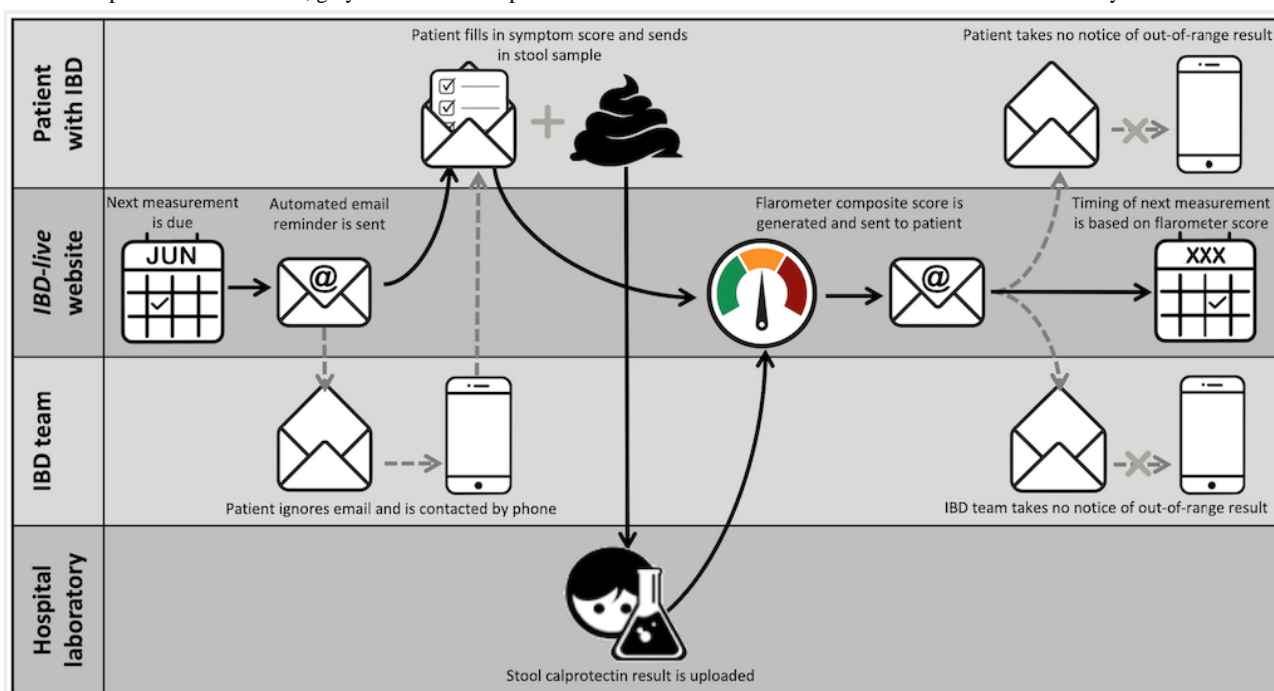 Patient fills in symptom score and sends
in stool sample
Patient takes no notice of out-of-range result
Patient
with IBD
Next measurement
is due
JUN
Automated email
reminder is sent
@
Flarometer composite score is
generated and sent to patient
@
Timing of next measurement
is based on flarometer score
XXX
IBD-live
website
IBD team
Patient ignores email and is contacted by phone
IBD team takes no notice of out-of-range result
Hospital
laboratory
Stool calprotectin result is uploaded